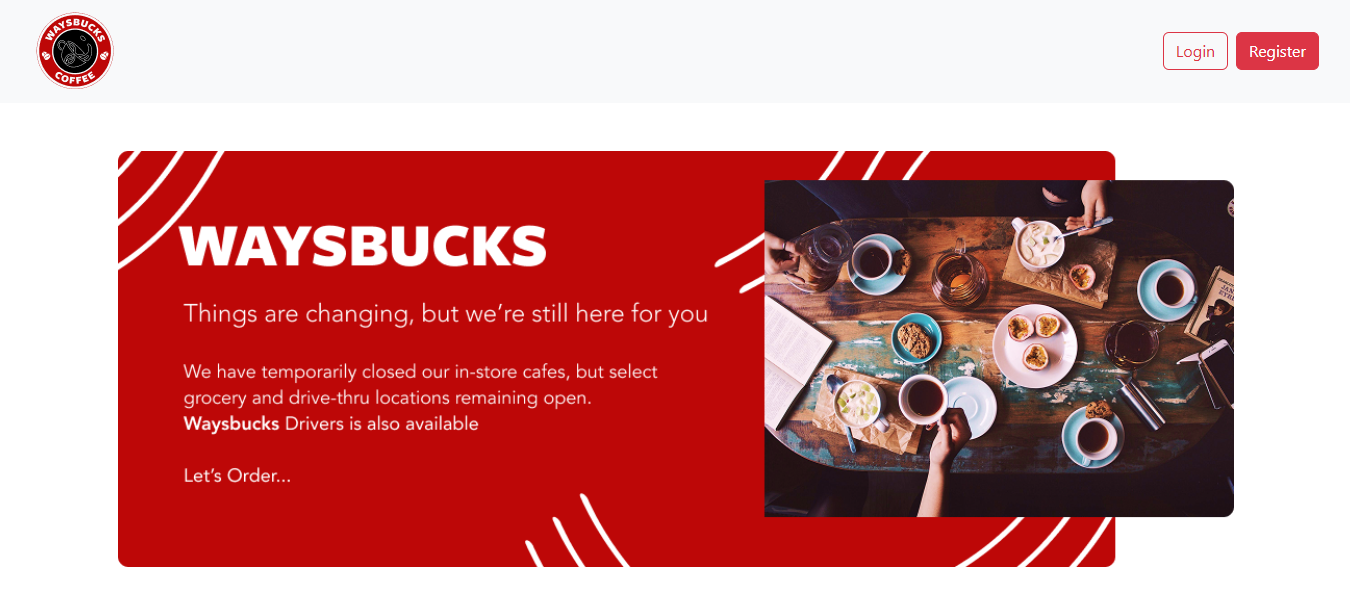 WAYSBUCKS
COFFEE
Login
Register
WAYSBUCKS
Things are changing, but we’re still here for you
We have temporarily closed our in-store cafes, but select
grocery and drive-thru locations remaining open.
Waysbucks Drivers is also available
Let’s Order...